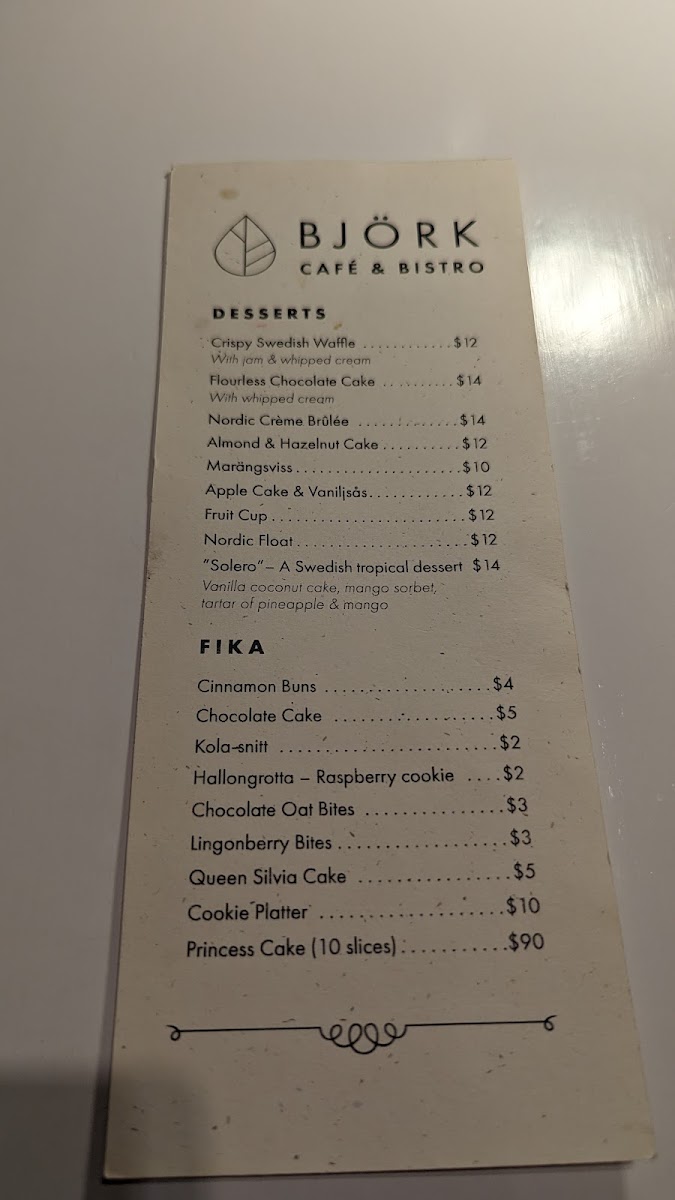 BJÖRK
CAFÉ & BISTRO
DESSERTS
Crispy Swedish Waffle ............$12
With jam & whipped cream
Flourless Chocolate Cake ..........$14
With whipped cream
Nordic Crème Brûlée .............$14
Almond & Hazelnut Cake..........$12
Marängsviss.....................$10
Apple Cake & Vaniljsås............$12
Fruit Cup........................$12
Nordic Float......................$12
"Solero"– A Swedish tropical dessert $14
Vanilla coconut cake, mango sorbet,
tartar of pineapple & mango
FIKA
Cinnamon Buns ...................$4
Chocolate Cake ..................$5
Kola-snitt ........................$2
Hallongrotta – Raspberry cookie ....$2
Chocolate Oat Bites ...............$3
Lingonberry Bites..................$3
Queen Silvia Cake ................$5
Cookie Platter ....................$10
Princess Cake (10 slices)...........$90